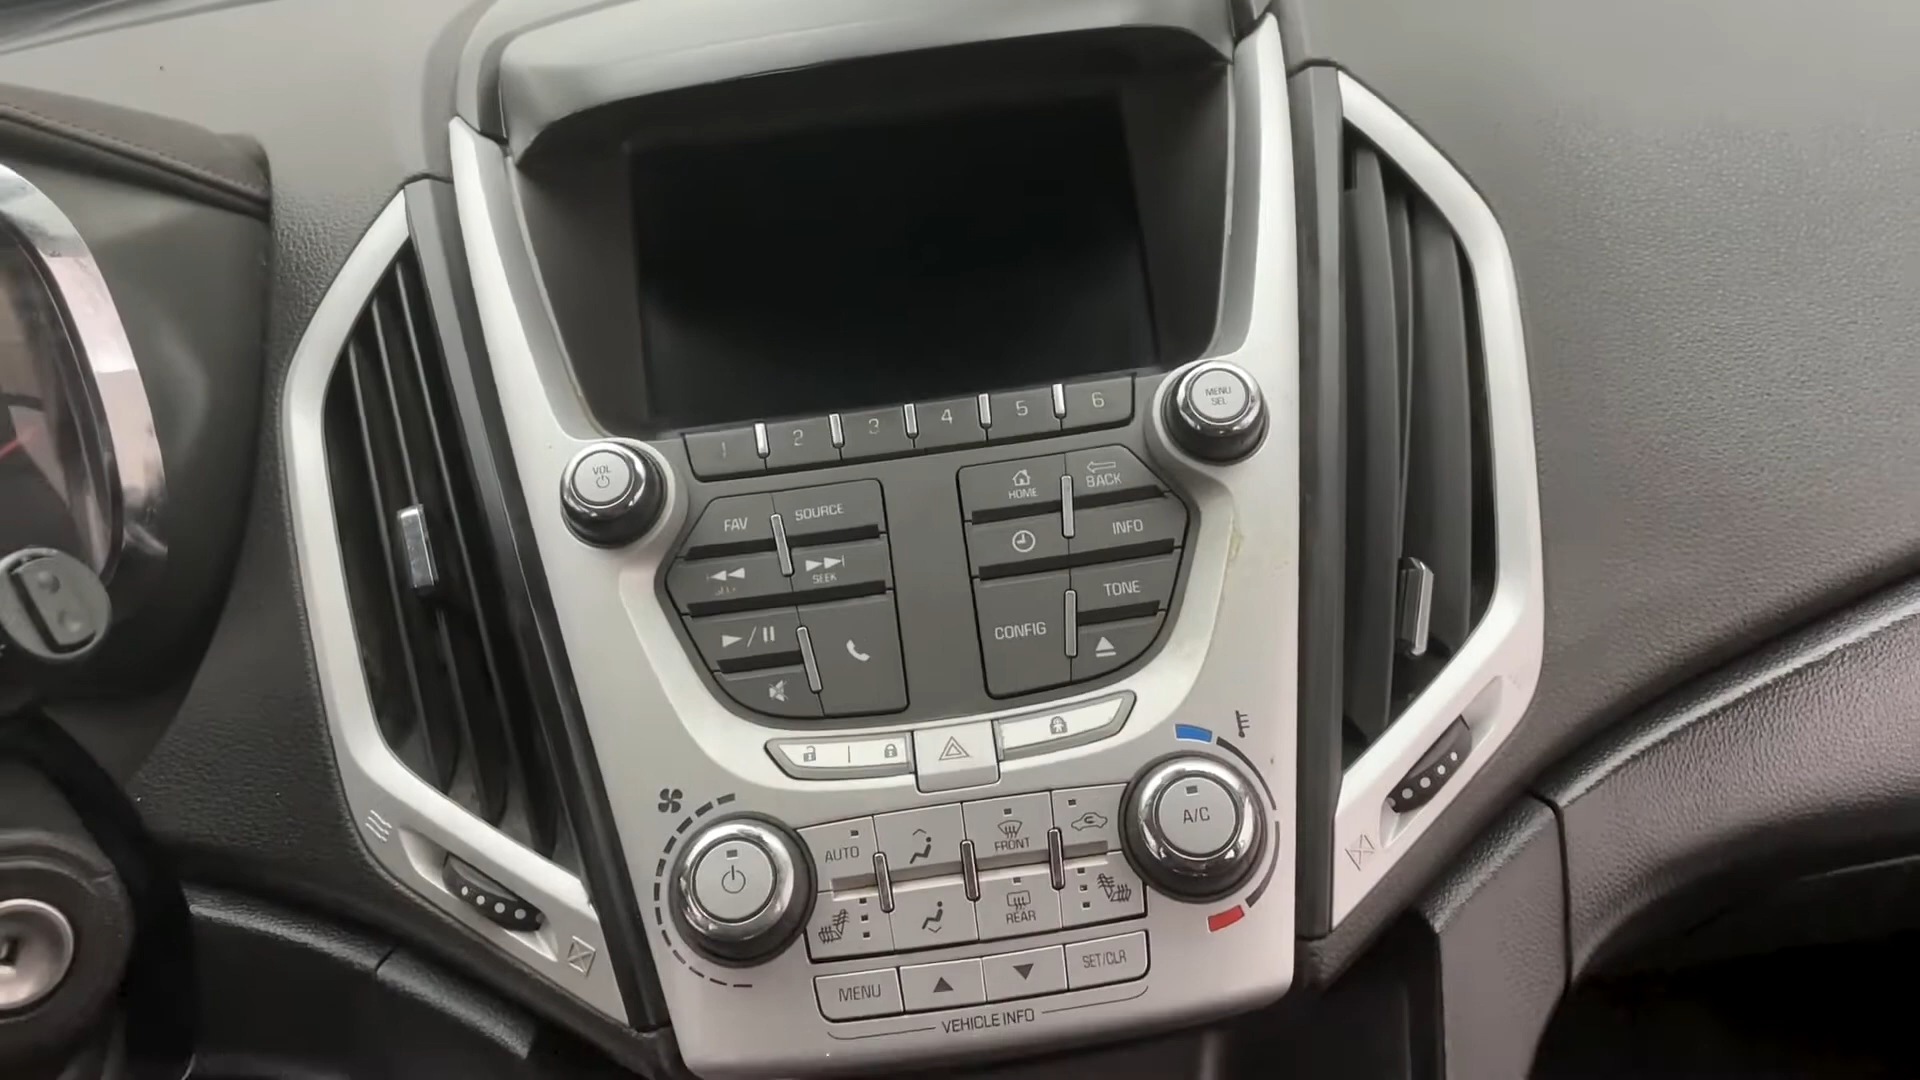 1 2 3 4 5 6
MENU
SEL
VOL
FAV
SOURCE
SEEK
HOME
BACK
INFO
TONE
CONFIG
A/C
AUTO
FRONT
REAR
MENU
SET/CLR
VEHICLE INFO